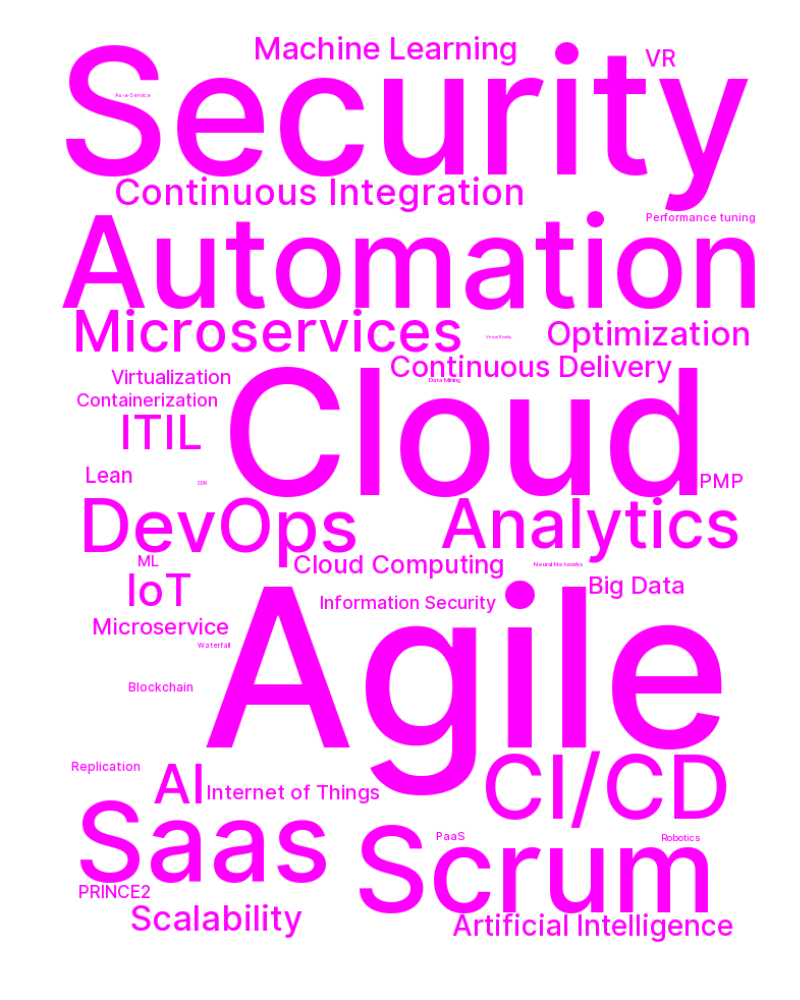 Machine Learning
VR
Security
As-a-Service
Continuous Integration
Performance tuning
Automation
Microservices
Virtual Reality
Optimization
Continuous Delivery
Virtualization
Data Mining
Containerization
Cloud
ITIL
Lean
PMP
DevOps
Analytics
ML
Cloud Computing
Neural Networks
IoT
Big Data
Information Security
Microservice
Agile
Waterfall
Blockchain
Replication
AI
Internet of Things
CI/CD
Saas
Scrum
PaaS
Robotics
PRINCE2
Scalability
Artificial Intelligence